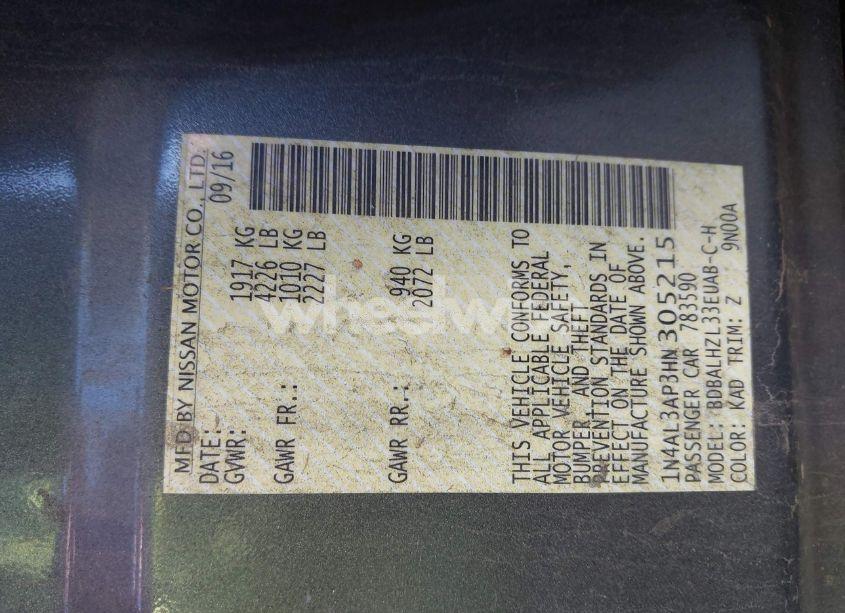 MFD BY NISSAN MOTOR CO., LTD.
DATE: 09/16
GVWR: 1917 KG
4226 LB
GAWR FR.: 1010 KG
2227 LB
GAWR RR.: 940 KG
2072 LB
THIS VEHICLE CONFORMS TO
ALL APPLICABLE FEDERAL
MOTOR VEHICLE SAFETY,
BUMPER AND THEFT
PREVENTION STANDARDS IN
EFFECT ON THE DATE OF
MANUFACTURE SHOWN ABOVE.
1N4AL3AP3HN305215
PASSENGER CAR 783590
MODEL: BDBALHZL33EUAB-C-H
COLOR: KAD TRIM: Z 9N00A